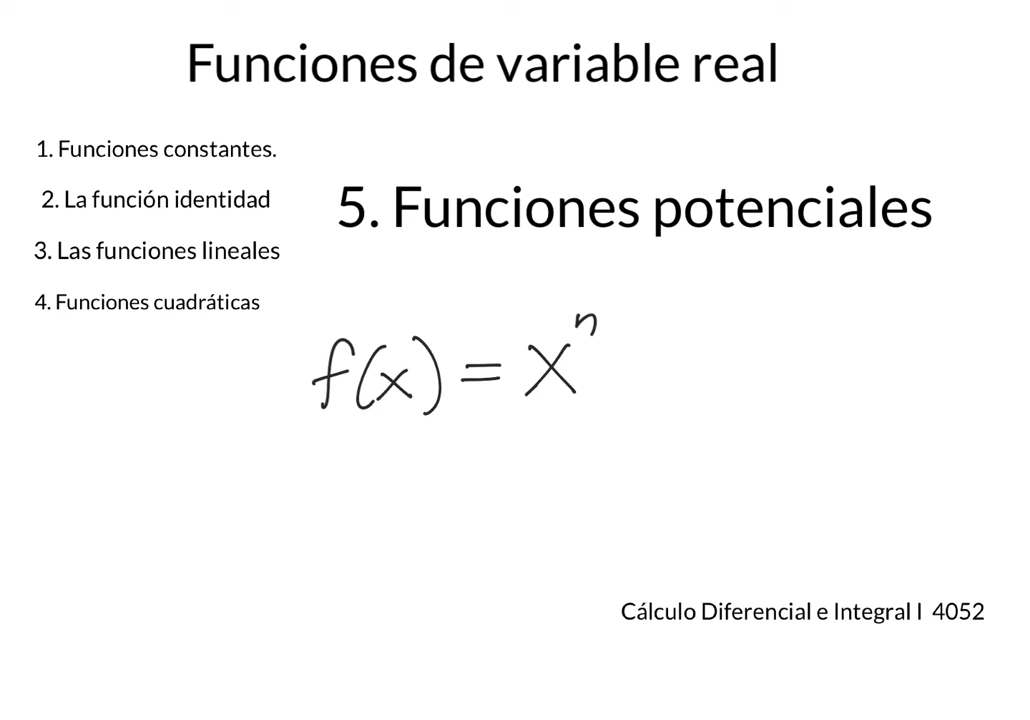 Funciones de variable real
1. Funciones constantes.
2. La función identidad
3. Las funciones lineales
4. Funciones cuadráticas
5. Funciones potenciales
f(x) = xⁿ
Cálculo Diferencial e Integral I 4052